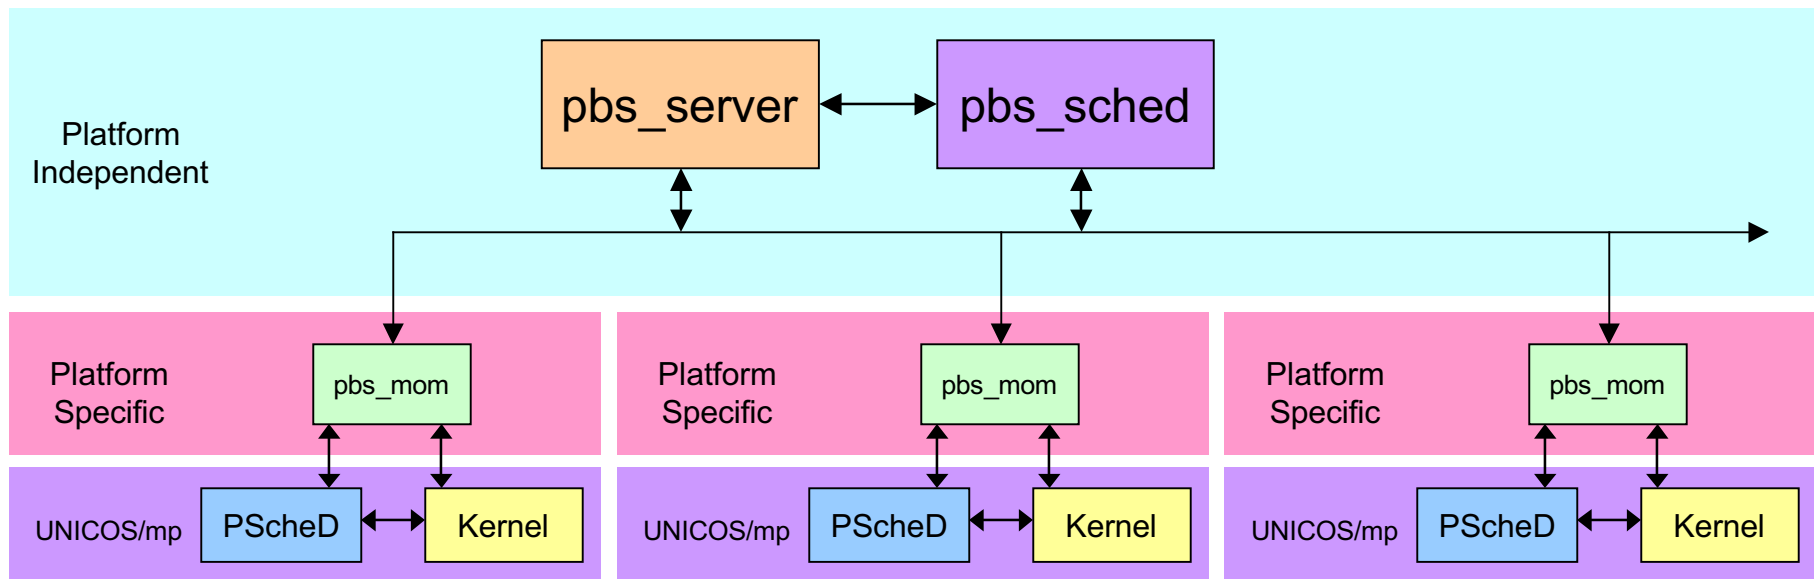 pbs_server
pbs_sched
Platform
Independent
Platform
Specific
pbs_mom
Platform
Specific
pbs_mom
Platform
Specific
pbs_mom
UNICOS/mp
PScheD
Kernel
UNICOS/mp
PScheD
Kernel
UNICOS/mp
PScheD
Kernel